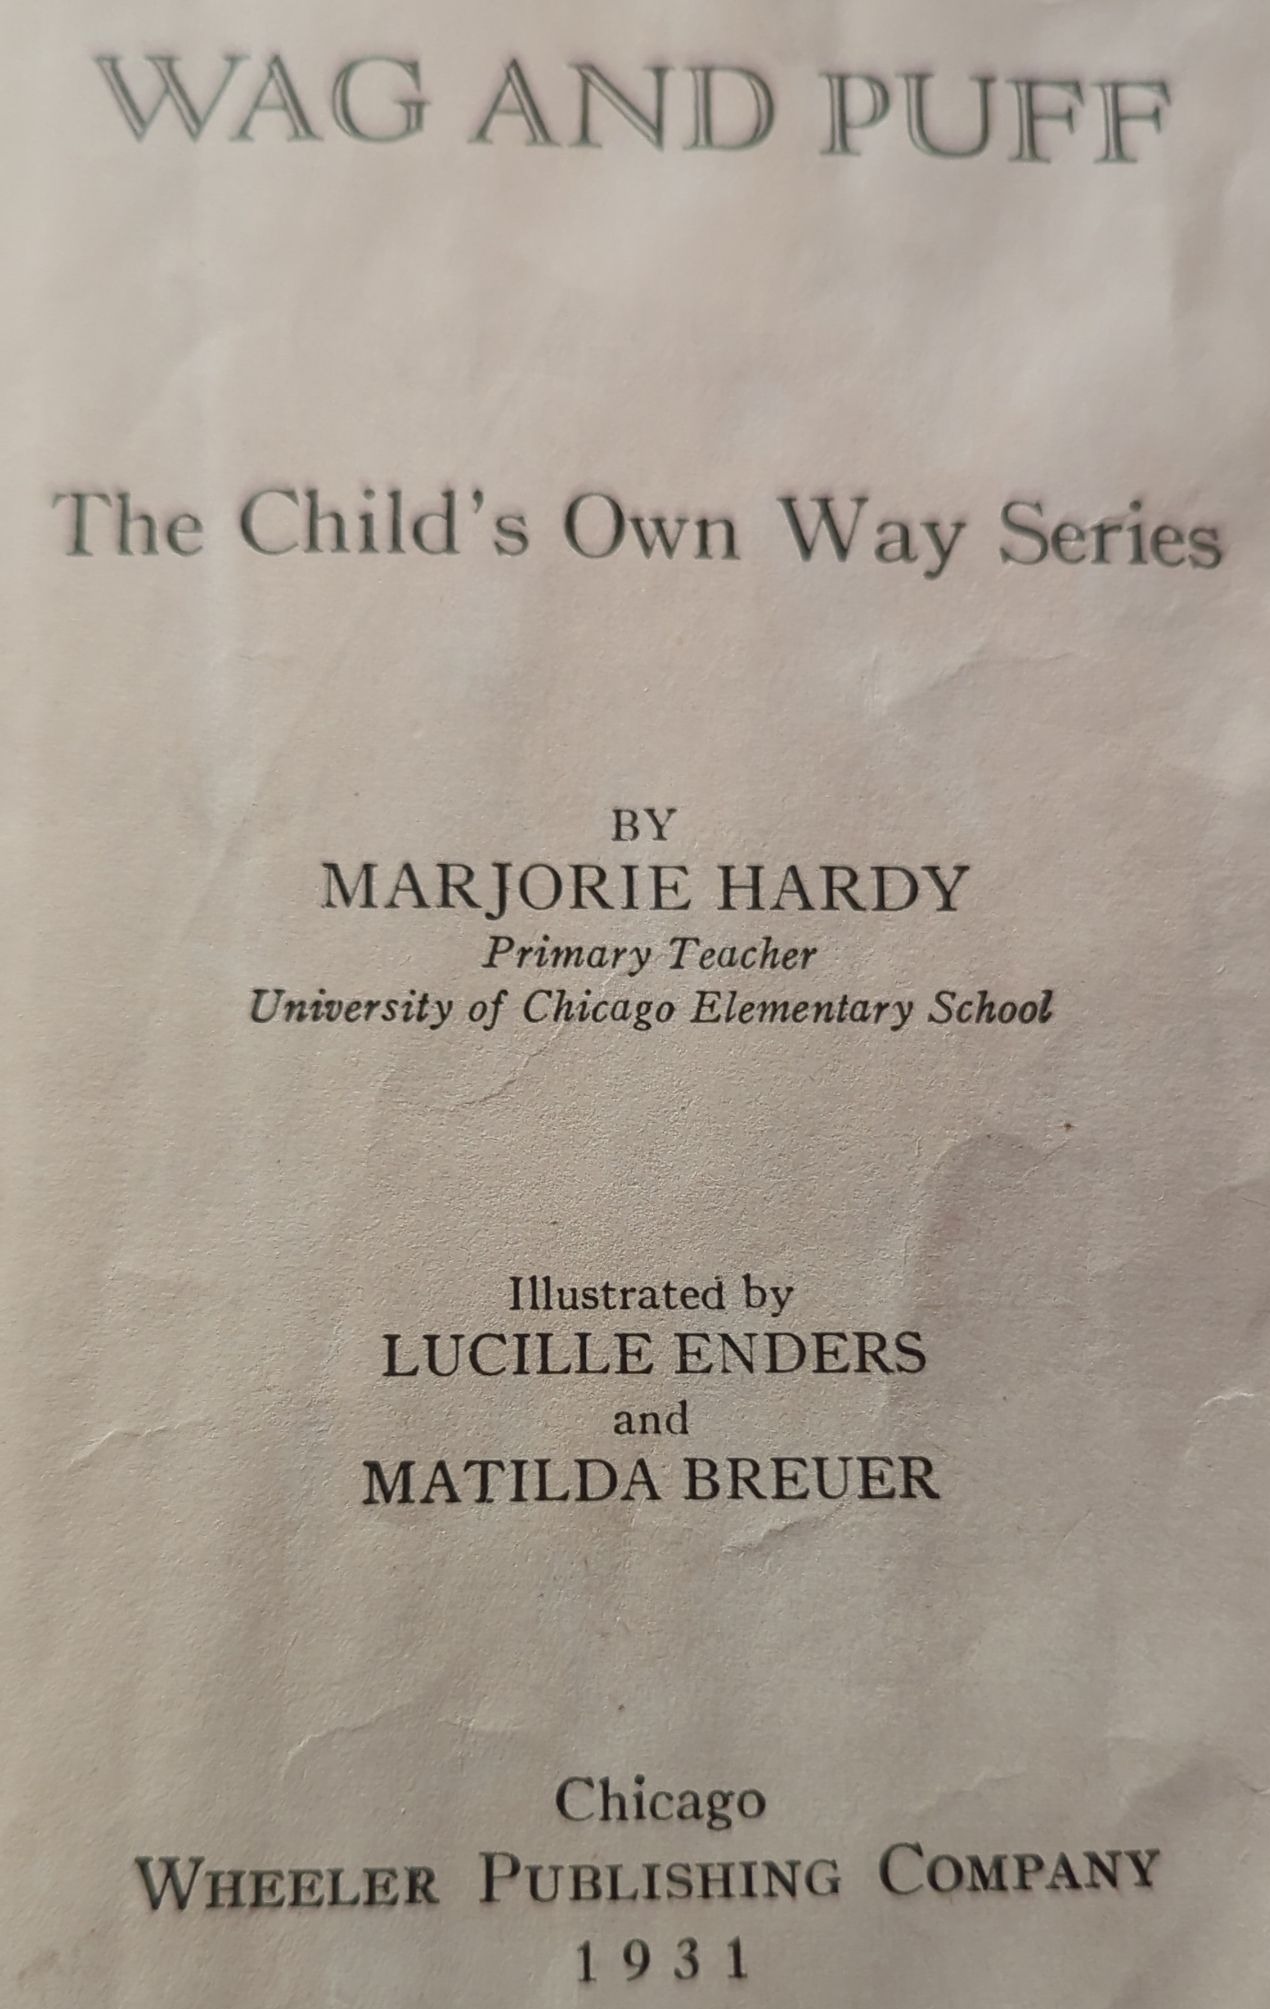 WAG AND PUFF
The Child's Own Way Series
BY
MARJORIE HARDY
Primary Teacher
University of Chicago Elementary School
Illustrated by
LUCILLE ENDERS
and
MATILDA BREUER
Chicago
WHEELER PUBLISHING COMPANY
1931